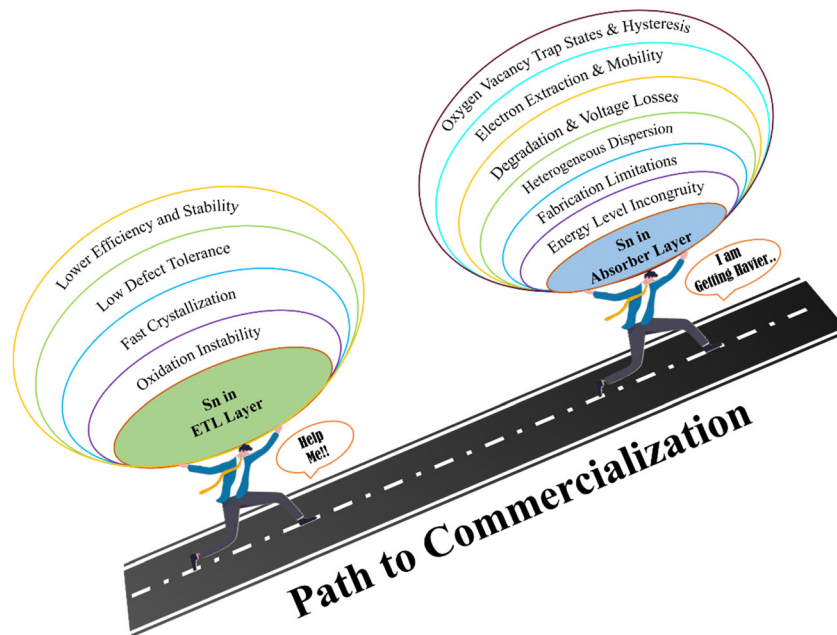 Lower Efficiency and Stability
Low Defect Tolerance
Fast Crystallization
Oxidation Instability
Sn in
ETL Layer
Help
Me!!
Oxygen Vacancy Trap States & Hysteresis
Electron Extraction & Mobility
Degradation & Voltage Losses
Heterogeneous Dispersion
Fabrication Limitations
Energy Level Incongruity
Sn in
Absorber Layer
I am
Getting Havier..
Path to Commercialization